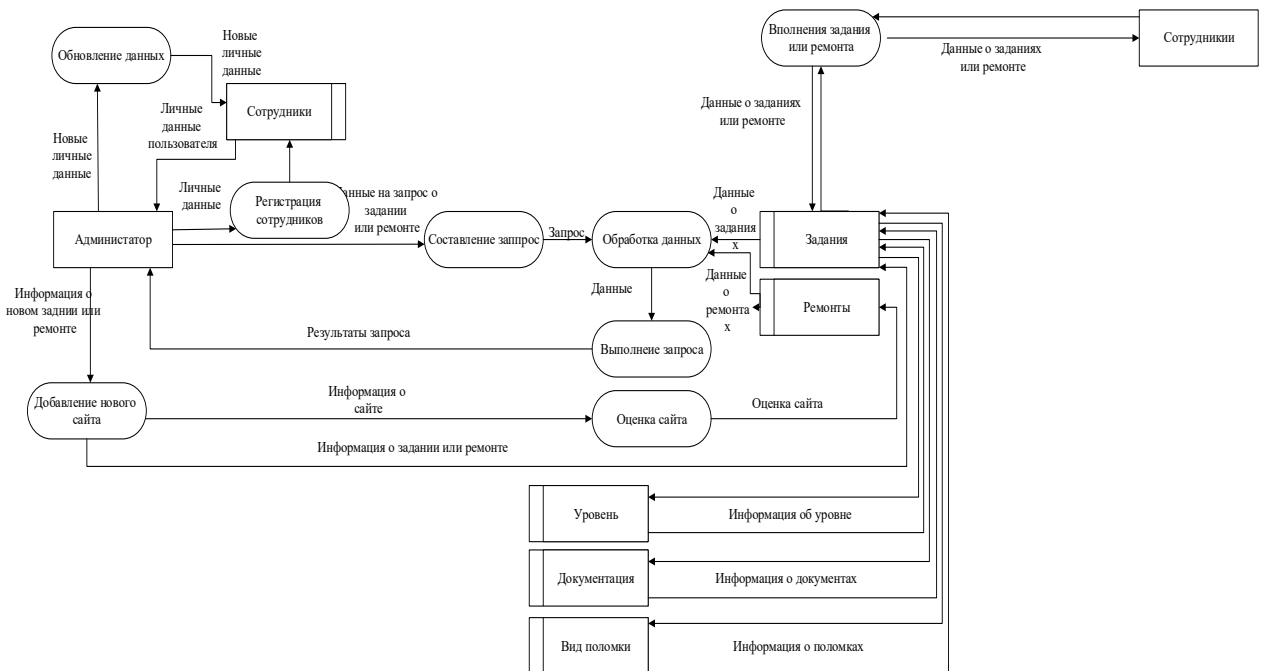 Обновление данных
Новые
личные
данные
Сотрудники
Личные
данные
пользователя
Новые
личные
данные
Личные
данные
Регистрация
сотрудников
Данные на запрос о
задании
или ремонте
Администатор
Составление заппрос
Запрос
Обработка данных
Данные
о
задания
х
Задания
Вполнения задания
или ремонта
Данные о заданиях
или ремонте
Сотрудникии
Данные о заданиях
или ремонте
Данные
о
ремонта
х
Ремонты
Данные
Выполнеие запроса
Результаты запроса
Информация о
новом заднии или
ремонте
Добавление нового
сайта
Информация о
сайте
Оценка сайта
Оценка сайта
Информация о задании или ремонте
Уровень
Информация об уровне
Документация
Информация о документах
Вид поломки
Информация о поломках